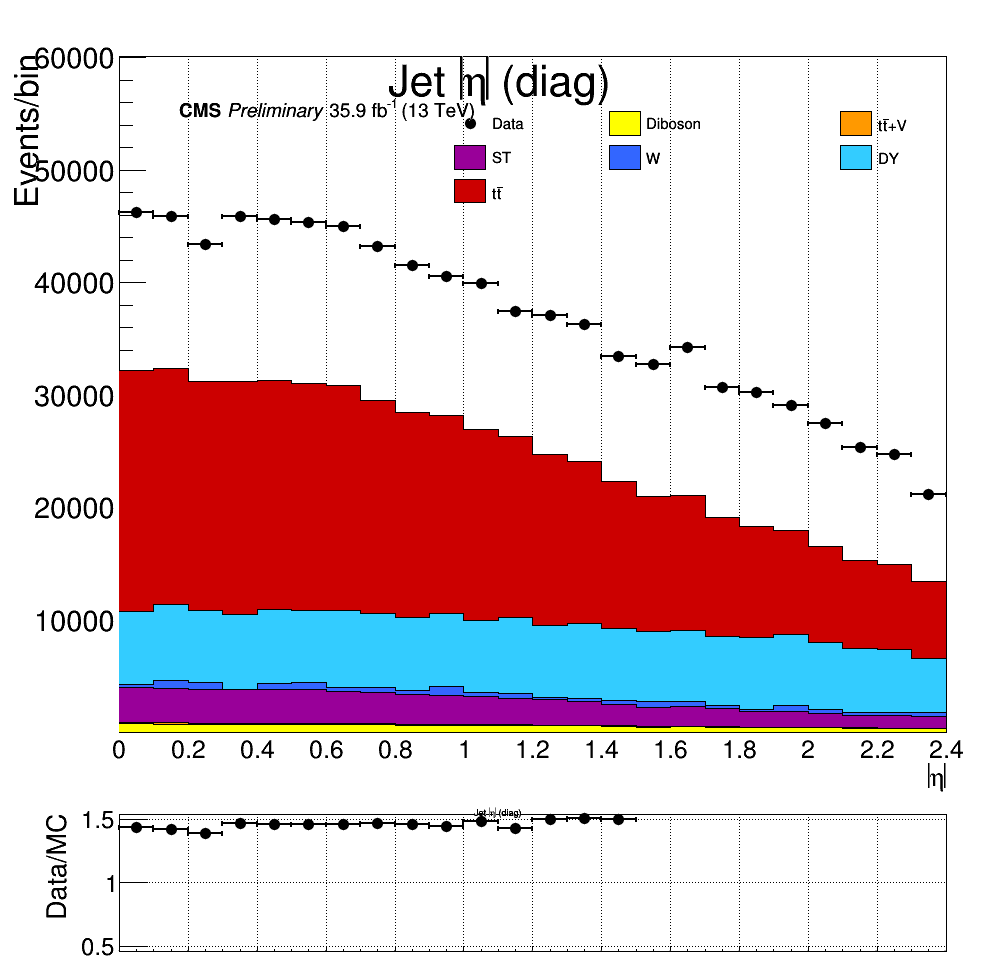 60000
Events/bin
Jet |η| (diag)
CMS Preliminary 35.9 fb-1 (13 TeV)
Data
Diboson
tt̄+V
ST
W
DY
tt̄
50000
40000
30000
20000
10000
0 0.2 0.4 0.6 0.8 1 1.2 1.4 1.6 1.8 2 2.2 2.4
|η|
Jet |η| (diag)
1.5
Data/MC
1
0.5